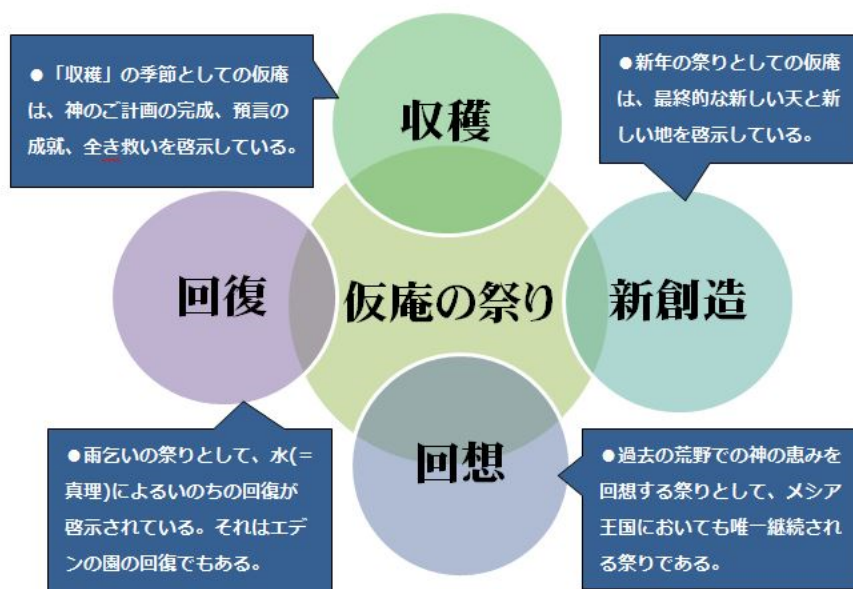 ●「収穫」の季節としての仮庵
は、神のご計画の完成、預言の
成就、全き救いを啓示している。
収穫
●新年の祭りとしての仮庵
は、最終的な新しい天と新
しい地を啓示している。
回復
仮庵の祭り
新創造
●雨乞いの祭りとして、水(=
真理)によるいのちの回復が
啓示されている。それはエデ
ンの園の回復でもある。
回想
●過去の荒野での神の恵みを
回想する祭りとして、メシア
王国においても唯一継続され
る祭りである。